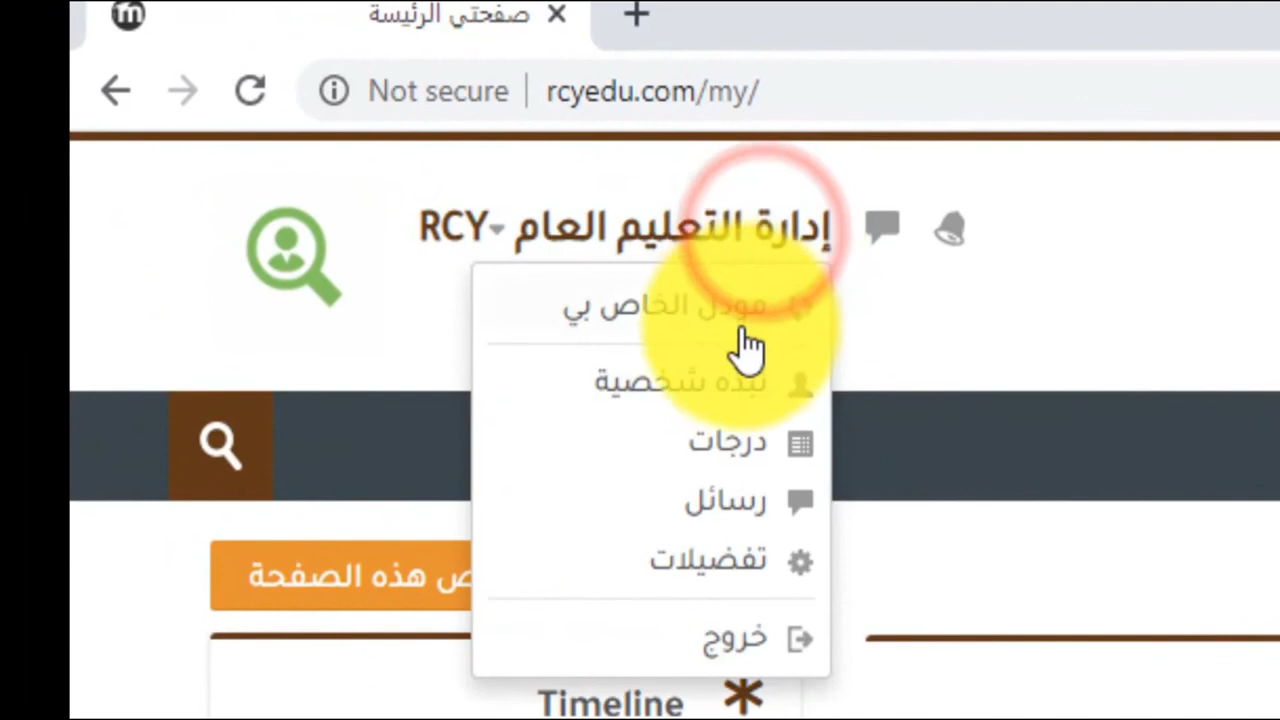 صفحتي الرئيسة
Not secure
rcyedu.com/my/
إدارة التعليم العام RCY
مودل الخاص بي
نبذه شخصية
درجات
رسائل
تفضيلات
خروج
هذه الصفحة
Timeline